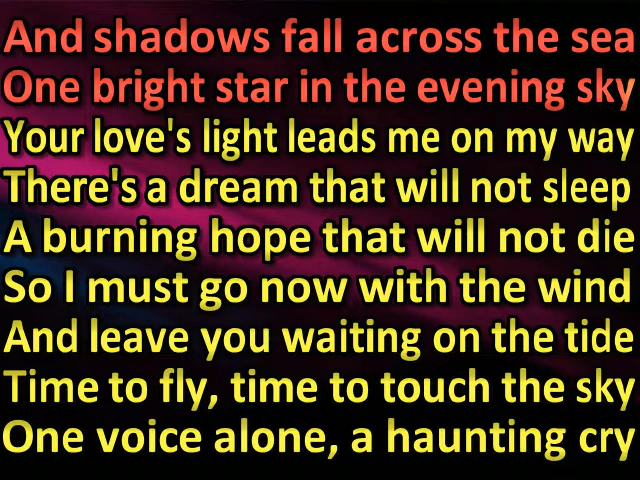 And shadows fall across the sea
One bright star in the evening sky
Your love's light leads me on my way
There's a dream that will not sleep
A burning hope that will not die
So I must go now with the wind
And leave you waiting on the tide
Time to fly, time to touch the sky
One voice alone, a haunting cry